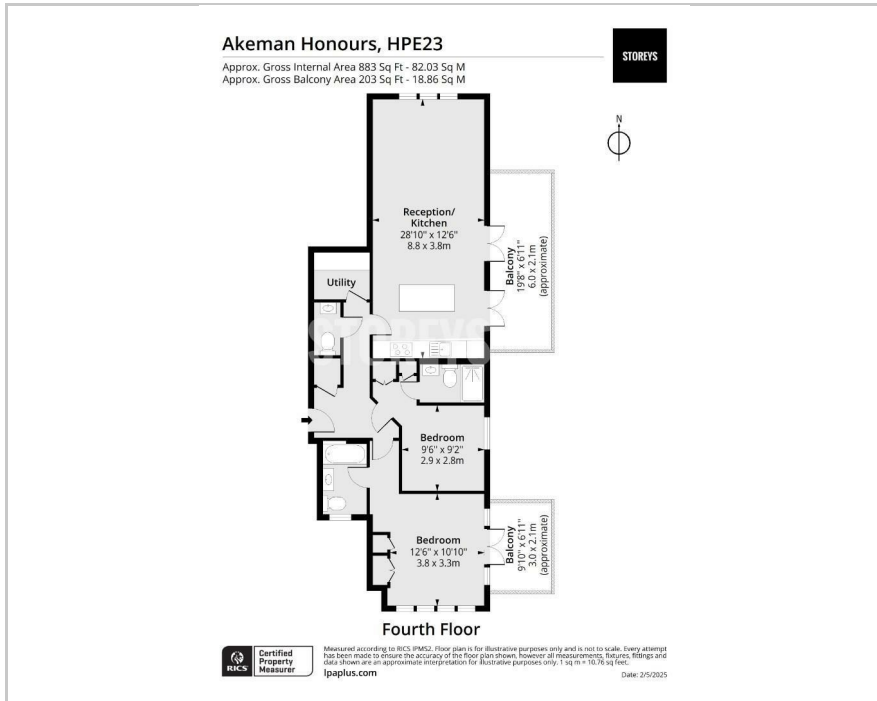 Akeman Honours, HPE23
Approx. Gross Internal Area 883 Sq Ft - 82.03 Sq M
Approx. Gross Balcony Area 203 Sq Ft - 18.86 Sq M
STOREYS
N
Reception/
Kitchen
28'10" x 12'6"
8.8 x 3.8m
Balcony
19'8" x 6'11"
6.0 x 2.1m
(approximate)
Utility
STOREYS
Bedroom
9'6" x 9'2"
2.9 x 2.8m
Bedroom
12'6" x 10'10"
3.8 x 3.3m
Balcony
9'10" x 6'11"
3.0 x 2.1m
(approximate)
Fourth Floor
RICS
Certified
Property
Measurer
Measured according to RICS IPMS2. Floor plan is for illustrative purposes only and is not to scale. Every attempt
has been made to ensure the accuracy of the floor plan shown, however all measurements, fixtures, fittings and
data shown are an approximate interpretation for illustrative purposes only. 1 sq m = 10.76 sq feet.
lpaplus.com
Date: 2/5/2025